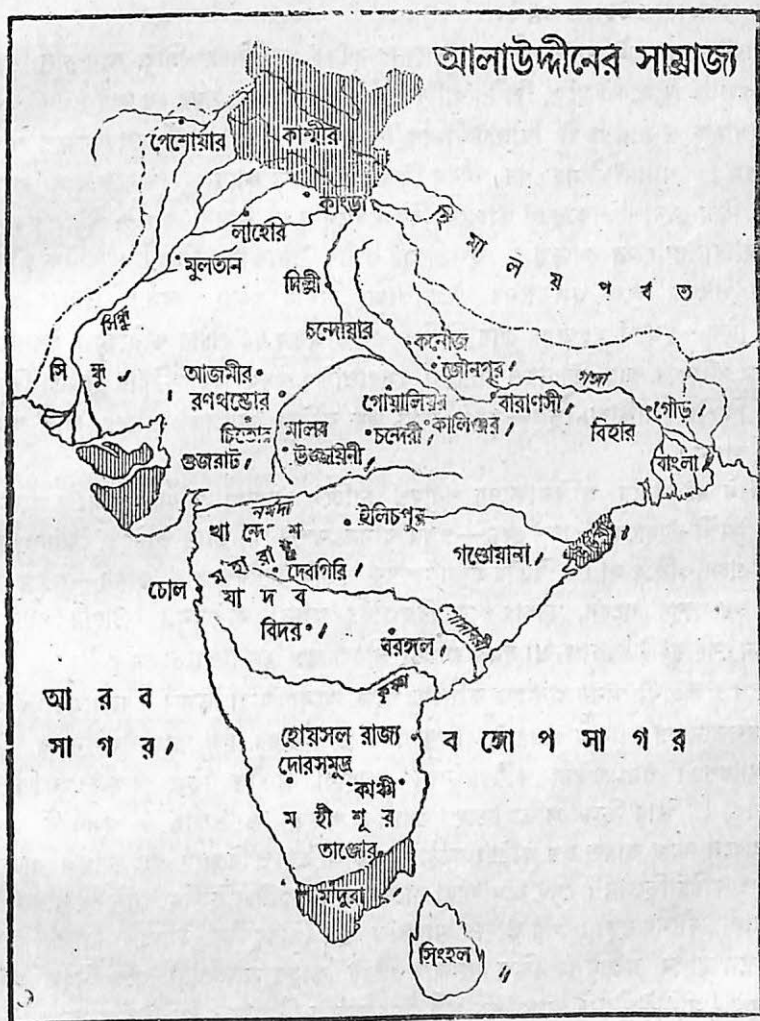 আলাউদ্দীনের সাম্রাজ্য
পেশোয়ার
কাশ্মীর
কাংড়া
লাহোর
মুলতান
হি মা ল য় প র্ব ত
দিল্লী
সিন্ধু
চন্দোয়ার
কনৌজ
সি ন্ধু
আজমীর
জৌনপুর
গঙ্গা
রণথম্ভোর
গোয়ালিয়র
বারাণসী
গৌড়
চিতোর
মালব
চন্দেরী
কালিঞ্জর
বিহার
গুজরাট
উজ্জয়িনী
বাংলা
নর্মদা
খা ন্দে শ
ইলিচপুর
ম হা রা ষ্ট্র
দেবগিরি
গণ্ডোয়ানা
চোল
যা দ ব
বিদর
বরঙ্গল
গোদাবরী
কৃষ্ণা
আ র ব
সা গ র
হোয়সল রাজ্য
ব ঙ্গো প সা গ র
দোরসমুদ্র
কাঞ্চী
ম হী শূ র
তাঞ্জোর
মাদুরা
সিংহল